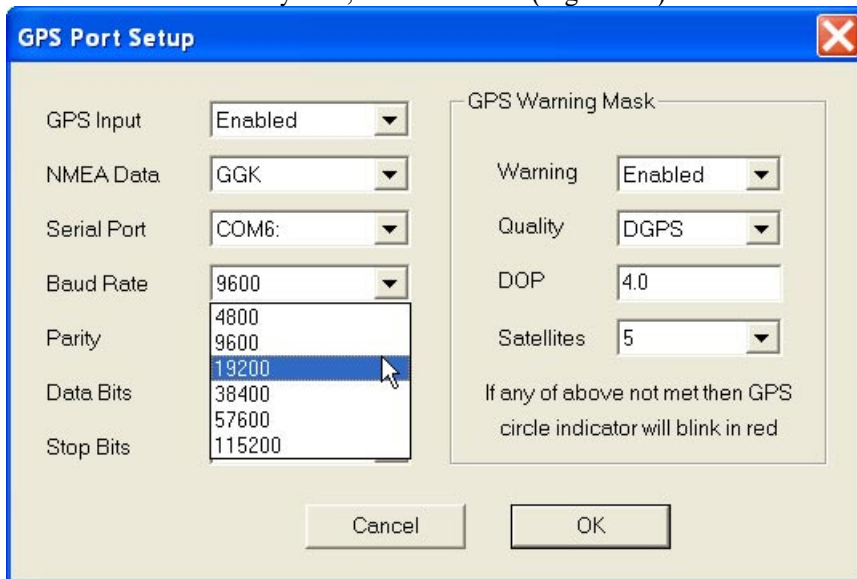 GPS Port Setup
GPS Input Enabled
NMEA Data GGK
Serial Port COM6:
Baud Rate 9600
4800
9600
19200
38400
57600
115200
Parity
Data Bits
Stop Bits
GPS Warning Mask
Warning Enabled
Quality DGPS
DOP 4.0
Satellites 5
If any of above not met then GPS
circle indicator will blink in red
Cancel OK